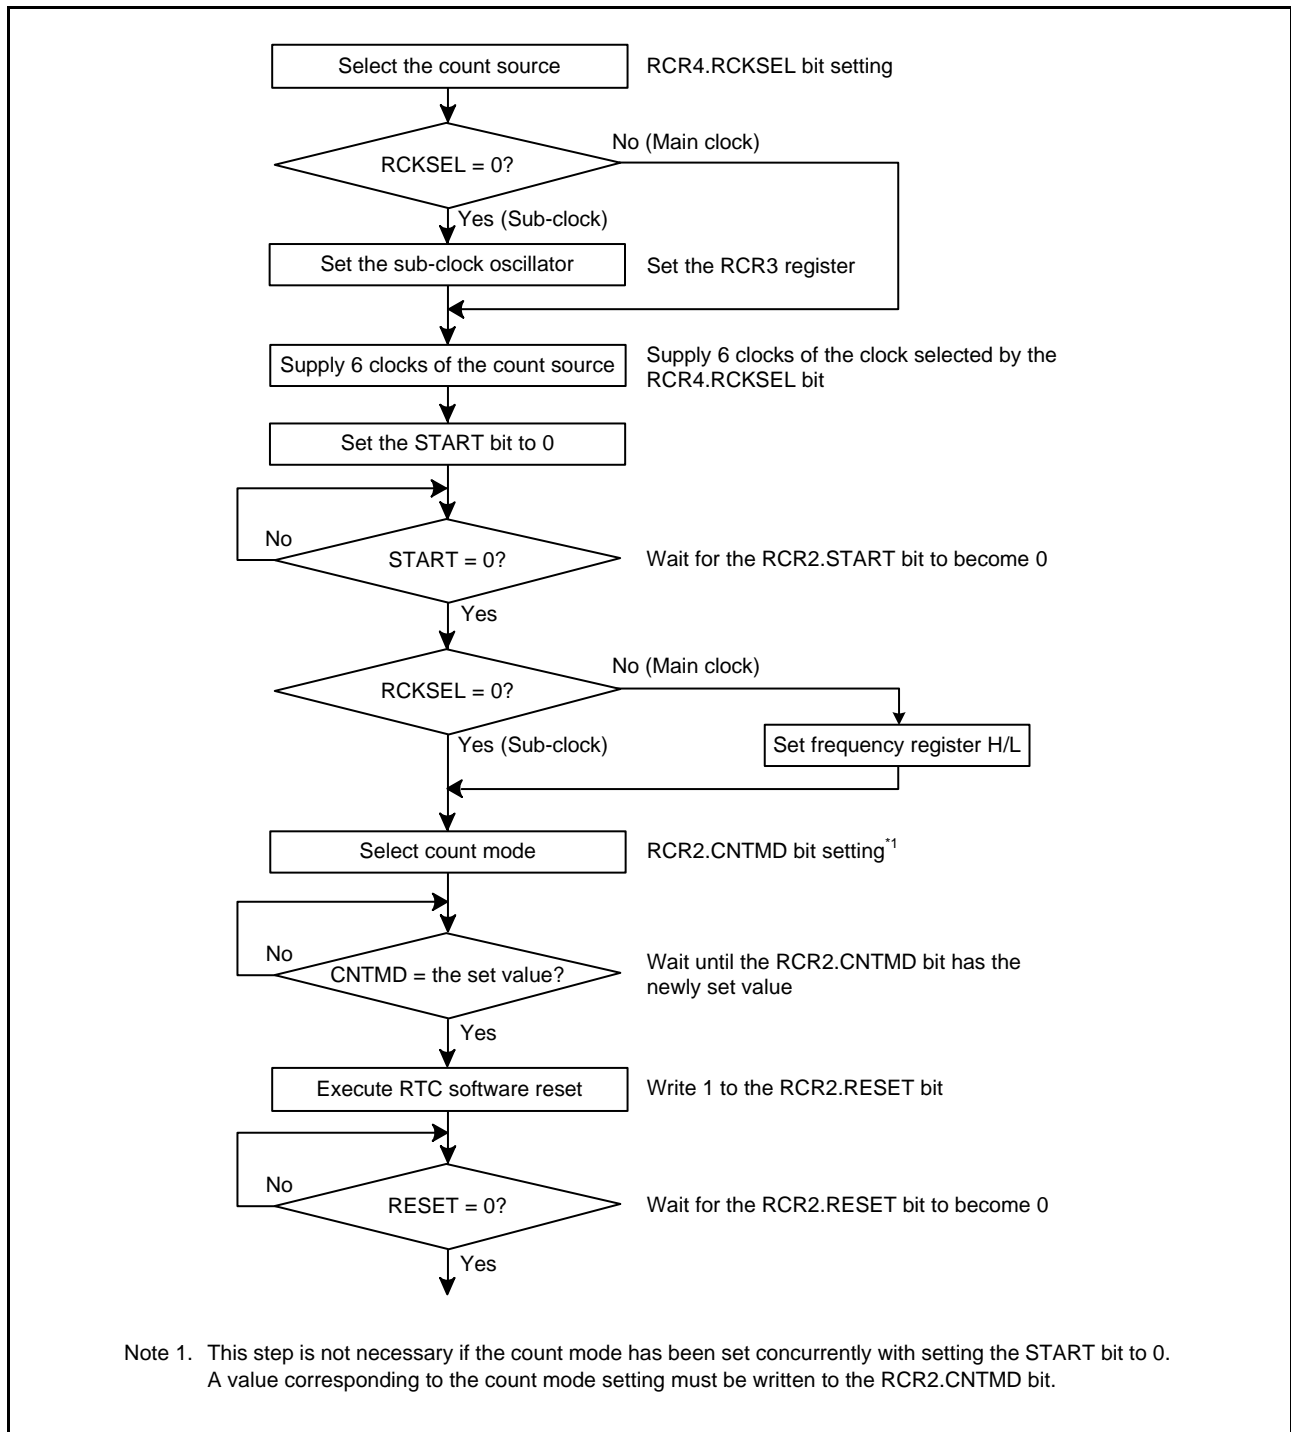 Select the count source
RCR4.RCKSEL bit setting
No (Main clock)
RCKSEL = 0?
Yes (Sub-clock)
Set the sub-clock oscillator
Set the RCR3 register
Supply 6 clocks of the count source
Supply 6 clocks of the clock selected by the
RCR4.RCKSEL bit
Set the START bit to 0
No
START = 0?
Wait for the RCR2.START bit to become 0
Yes
No (Main clock)
RCKSEL = 0?
Yes (Sub-clock)
Set frequency register H/L
Select count mode
RCR2.CNTMD bit setting*1
No
CNTMD = the set value?
Wait until the RCR2.CNTMD bit has the
newly set value
Yes
Execute RTC software reset
Write 1 to the RCR2.RESET bit
No
RESET = 0?
Wait for the RCR2.RESET bit to become 0
Yes
Note 1. This step is not necessary if the count mode has been set concurrently with setting the START bit to 0.
A value corresponding to the count mode setting must be written to the RCR2.CNTMD bit.